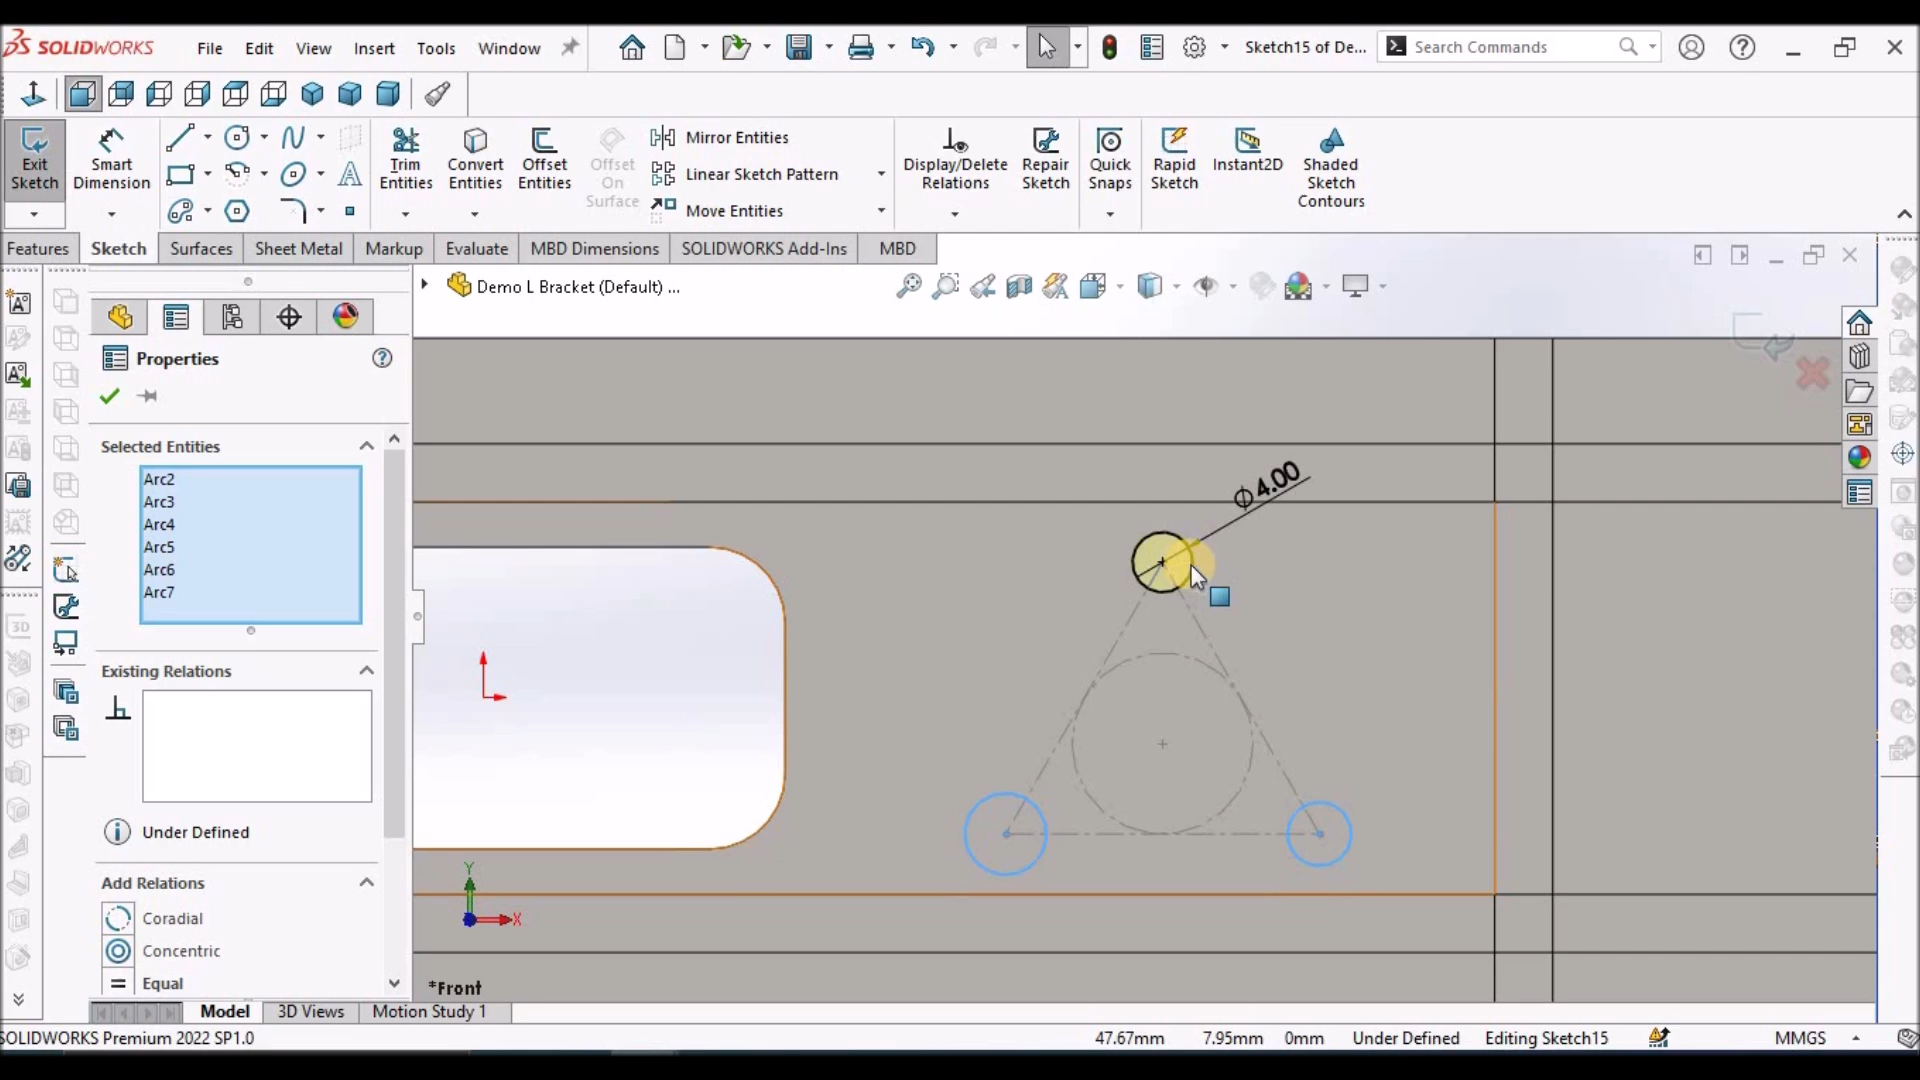 SOLIDWORKS
File
Edit
View
Insert
Tools
Window
Sketch15 of De...
Search Commands
Exit
Sketch
Smart
Dimension
Trim
Entities
Convert
Entities
Offset
Entities
Offset
On
Surface
Mirror Entities
Linear Sketch Pattern
Move Entities
Display/Delete
Relations
Repair
Sketch
Quick
Snaps
Rapid
Sketch
Instant2D
Shaded
Sketch
Contours
Features
Sketch
Surfaces
Sheet Metal
Markup
Evaluate
MBD Dimensions
SOLIDWORKS Add-Ins
MBD
Demo L Bracket (Default) ...
Properties
Selected Entities
Arc2
Arc3
Arc4
Arc5
Arc6
Arc7
Existing Relations
Under Defined
Add Relations
Coradial
Concentric
Equal
3D
∅4.00
Y
X
*Front
Model
3D Views
Motion Study 1
SOLIDWORKS Premium 2022 SP1.0
47.67mm
7.95mm
0mm
Under Defined
Editing Sketch15
MMGS